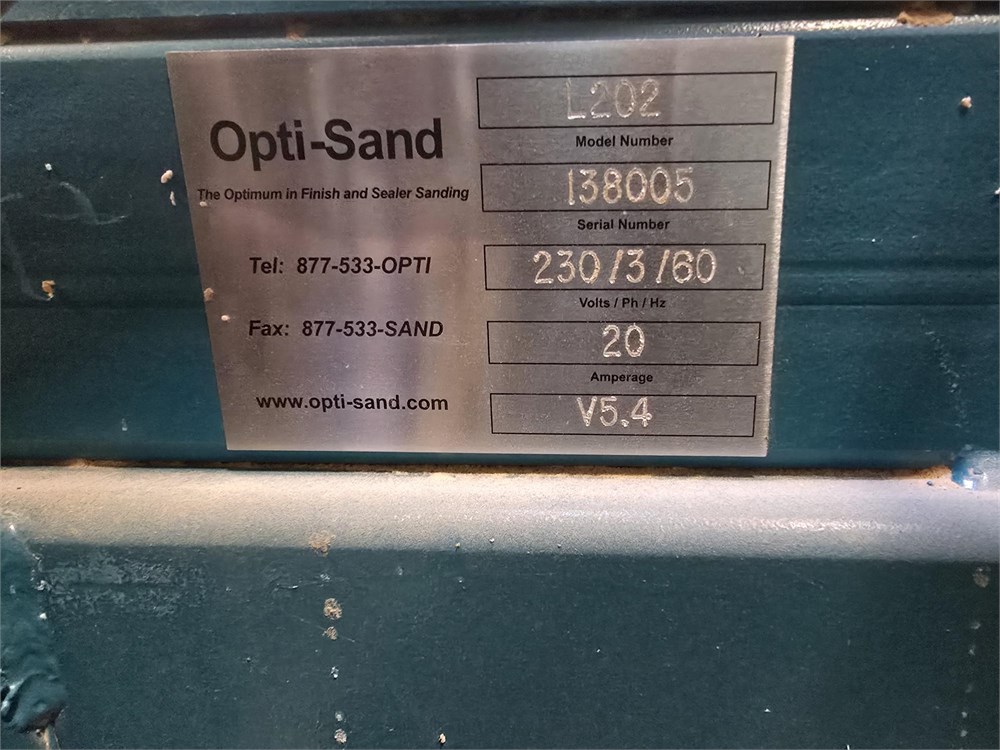 Opti-Sand
The Optimum in Finish and Sealer Sanding
Tel: 877-533-OPTI
Fax: 877-533-SAND
www.opti-sand.com
L202
Model Number
138005
Serial Number
230/3/60
Volts / Ph / Hz
20
Amperage
V5.4